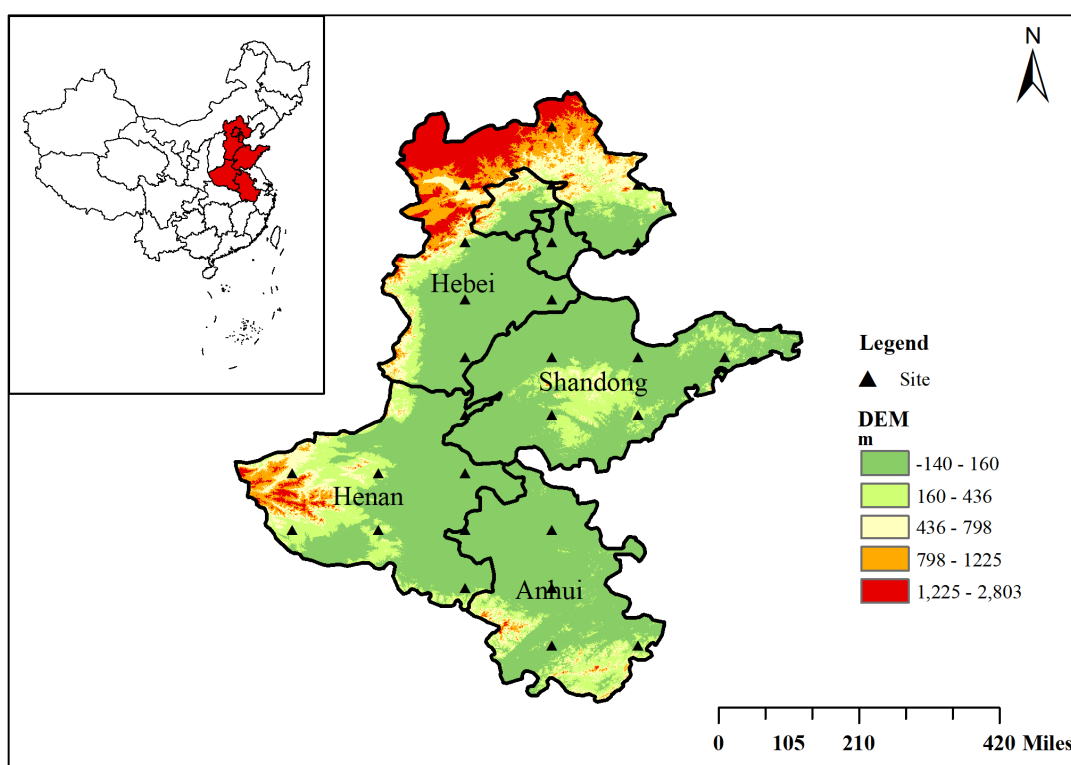 N
Hebei
Shandong
Henan
Anhui
Legend
Site
DEM
m
-140 - 160
160 - 436
436 - 798
798 - 1225
1,225 - 2,803
0 105 210 420 Miles